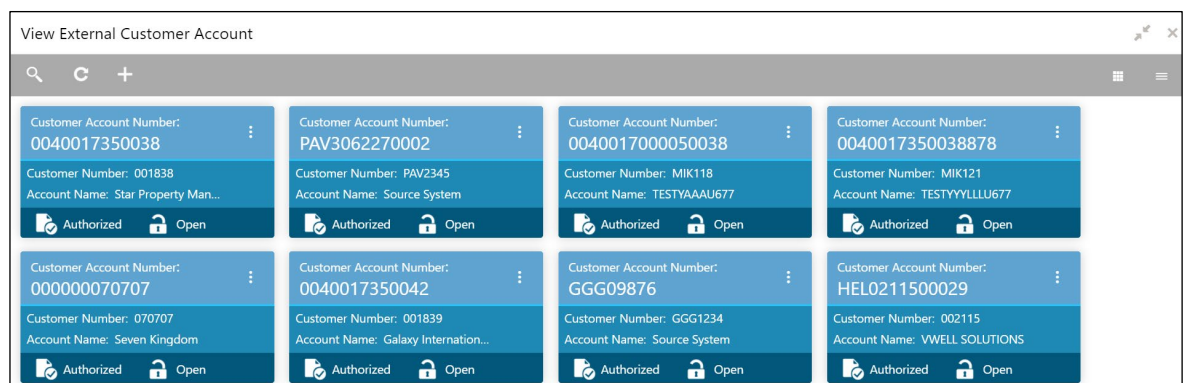 View External Customer Account
Customer Account Number:
0040017350038
Customer Number: 001838
Account Name: Star Property Man...
Authorized Open
Customer Account Number:
PAV3062270002
Customer Number: PAV2345
Account Name: Source System
Authorized Open
Customer Account Number:
0040017000050038
Customer Number: MIK118
Account Name: TESTYAAAU677
Authorized Open
Customer Account Number:
0040017350038878
Customer Number: MIK121
Account Name: TESTYYYLLLU677
Authorized Open
Customer Account Number:
000000070707
Customer Number: 070707
Account Name: Seven Kingdom
Authorized Open
Customer Account Number:
0040017350042
Customer Number: 001839
Account Name: Galaxy Internation...
Authorized Open
Customer Account Number:
GGG09876
Customer Number: GGG1234
Account Name: Source System
Authorized Open
Customer Account Number:
HEL0211500029
Customer Number: 002115
Account Name: VWELL SOLUTIONS
Authorized Open